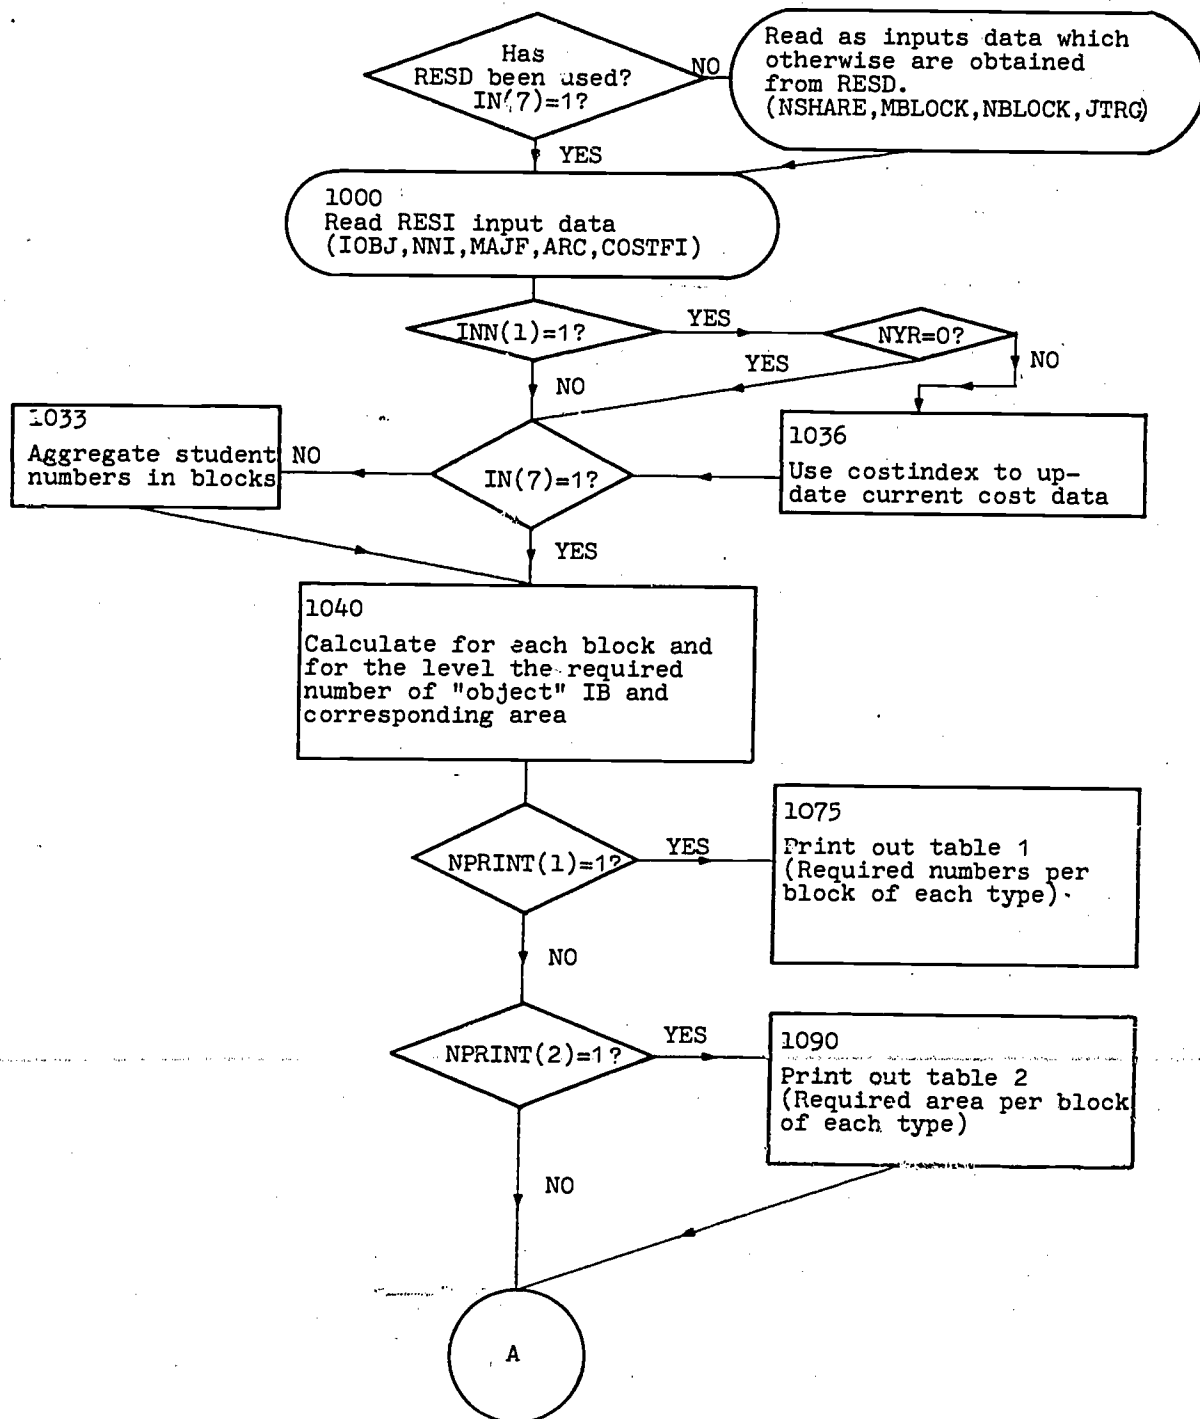 Has
RESD been used?
IN(7)=1?
NO
Read as inputs data which
otherwise are obtained
from RESD.
(NSHARE,MBLOCK,NBLOCK,JTRG)
YES
1000
Read RESI input data
(IOBJ,NNI,MAJF,ARC,COSTFI)
INN(1)=1?
YES
NYR=0?
NO
YES
NO
1033
Aggregate student
numbers in blocks
NO
IN(7)=1?
1036
Use costindex to up-
date current cost data
YES
1040
Calculate for each block and
for the level the required
number of "object" IB and
corresponding area
NPRINT(1)=1?
YES
1075
Print out table 1
(Required numbers per
block of each type)
NO
NPRINT(2)=1?
YES
1090
Print out table 2
(Required area per block
of each type)
NO
A